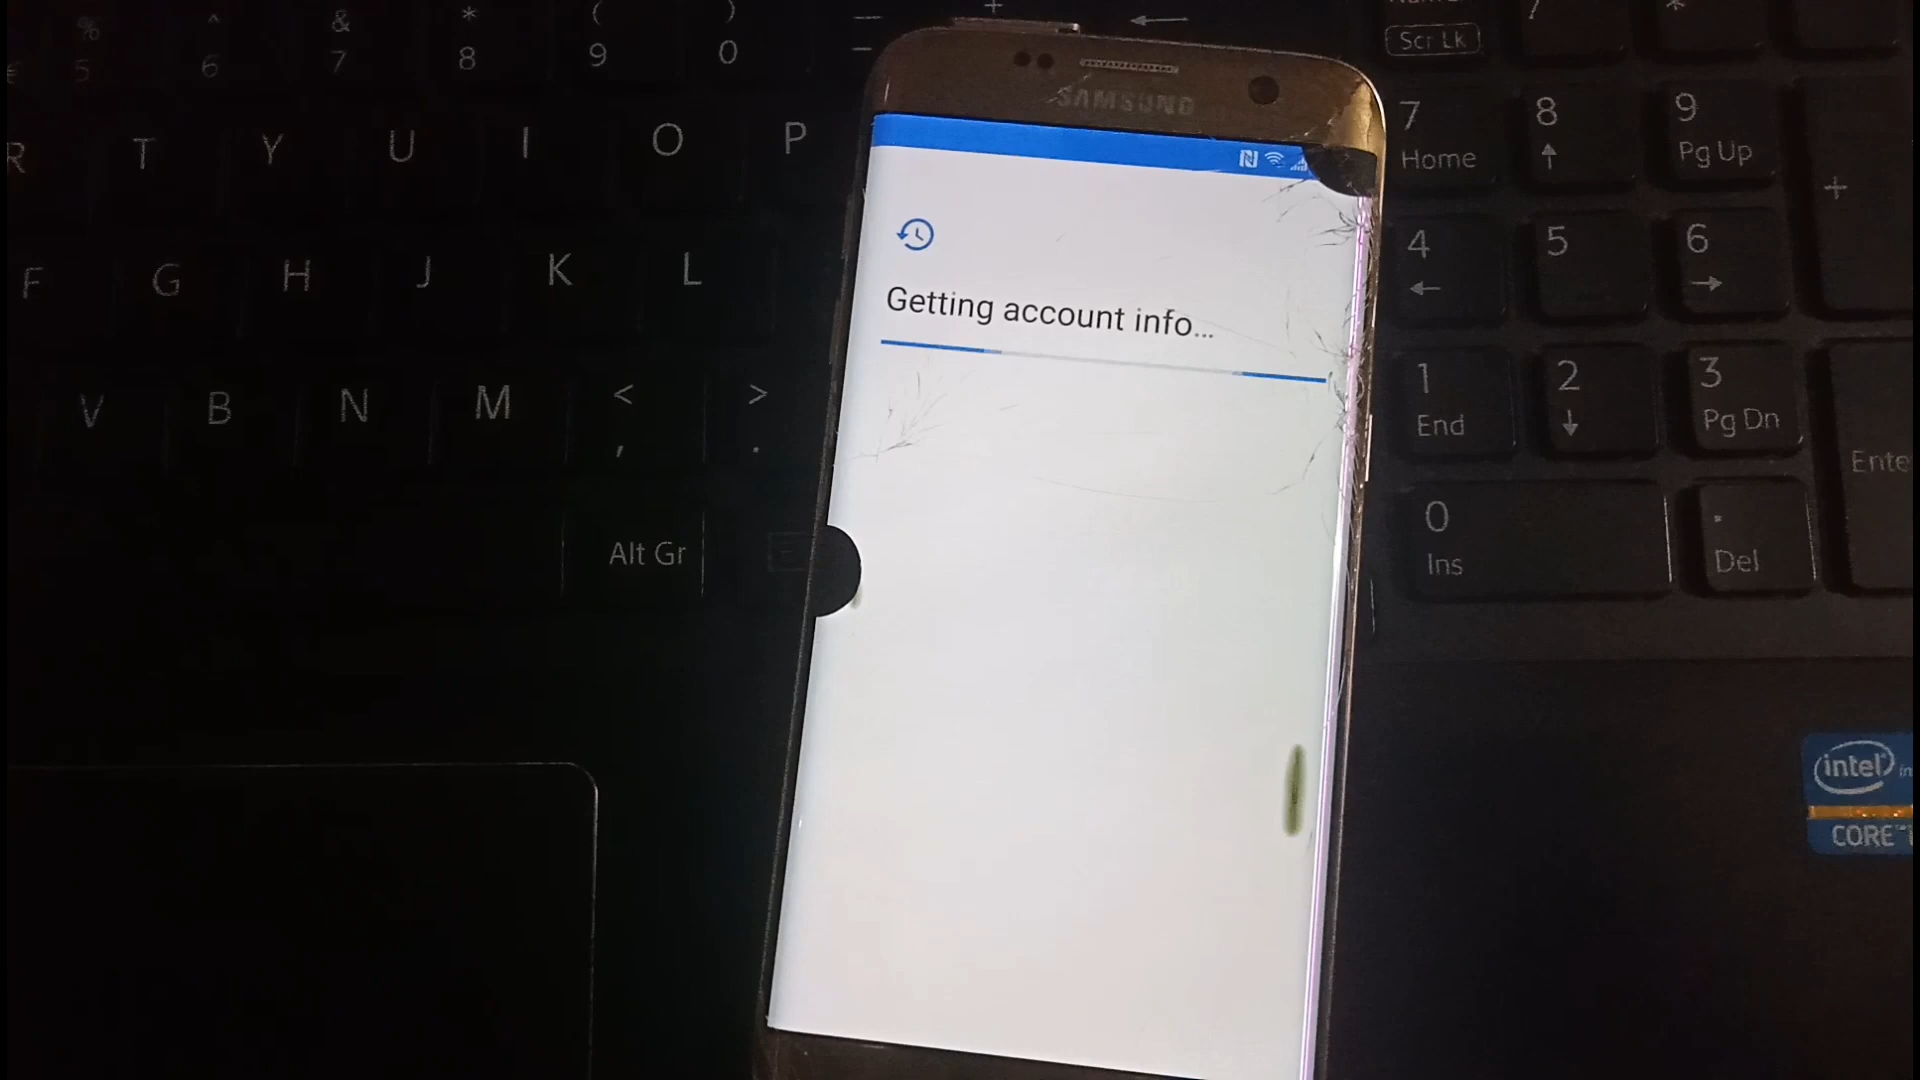 %
5
^
6
&
7
*
8
(
9
)
0
+
SAMSUNG
Getting account info...
R T Y U I O P
F G H J K L
V B N M < ,
> .
Alt Gr
Scr Lk
7
Home
8
9
Pg Up
+
4
5
6
1
End
2
3
Pg Dn
0
Ins
.
Del
Ente
intel
CORE